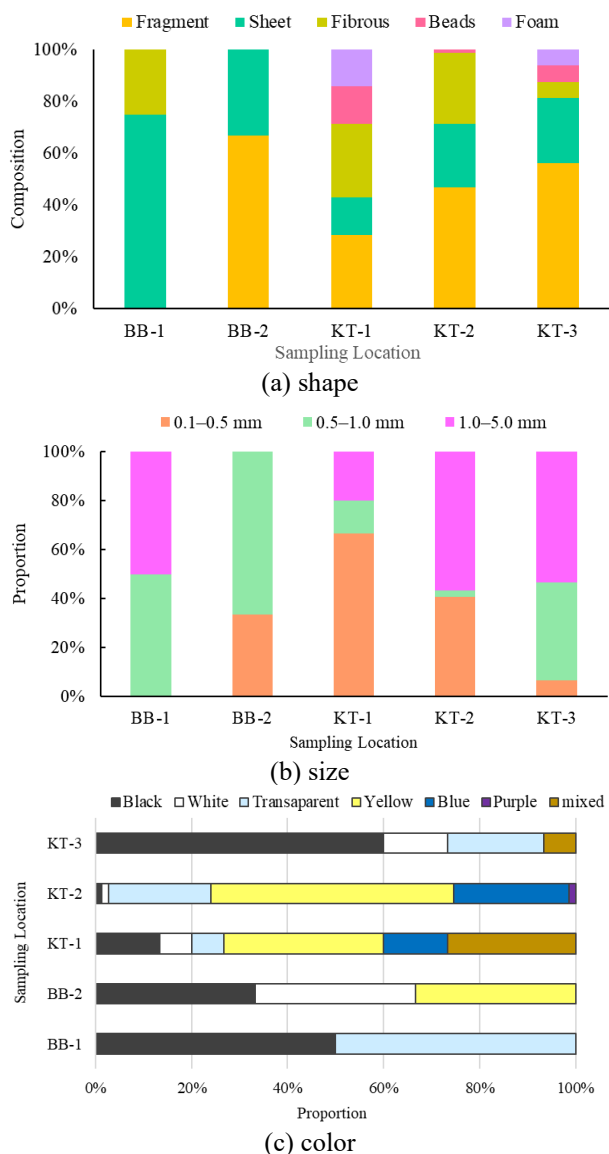 Fragment Sheet Fibrous Beads Foam
100%
80%
60%
40%
20%
0%
Composition
BB-1 BB-2 KT-1 KT-2 KT-3
Sampling Location
(a) shape
0.1–0.5 mm 0.5–1.0 mm 1.0–5.0 mm
100%
80%
60%
40%
20%
0%
Proportion
BB-1 BB-2 KT-1 KT-2 KT-3
Sampling Location
(b) size
Black White Transaparent Yellow Blue Purple mixed
KT-3
KT-2
KT-1
BB-2
BB-1
Sampling Location
0% 20% 40% 60% 80% 100%
Proportion
(c) color